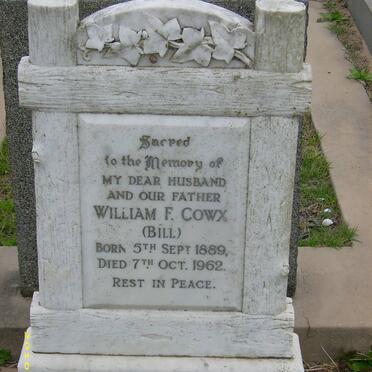 Sacred
to the Memory of
MY DEAR HUSBAND
AND OUR FATHER
WILLIAM F. COWX
(BILL)
BORN 5TH SEPT 1889,
DIED 7TH OCT. 1962.
REST IN PEACE.